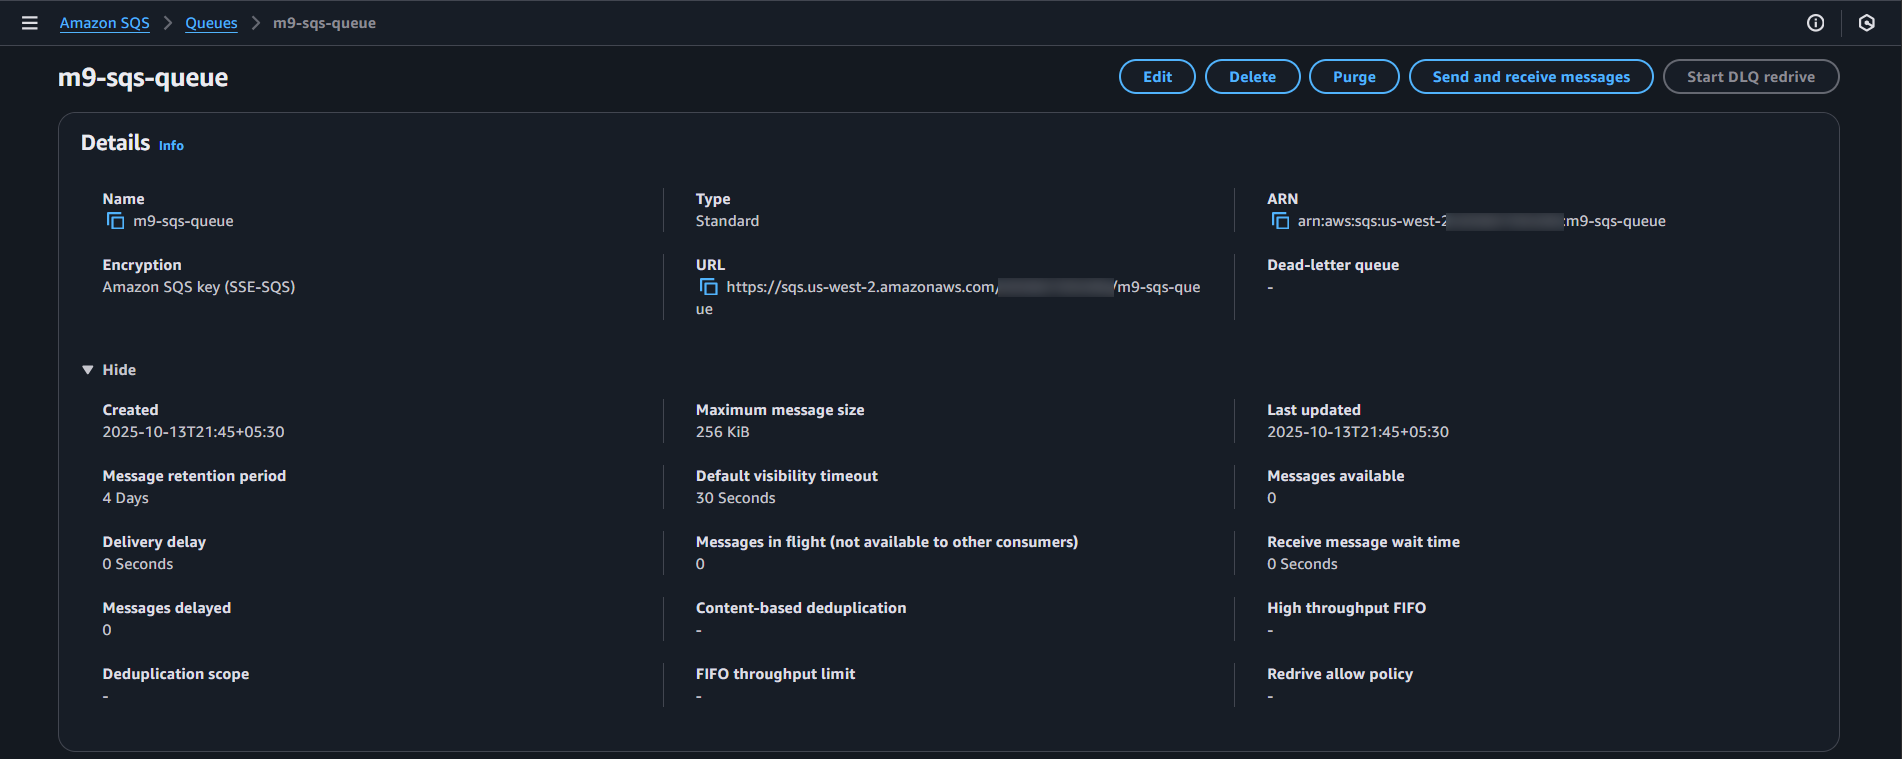 Amazon SQS > Queues > m9-sqs-queue
m9-sqs-queue
Edit Delete Purge Send and receive messages Start DLQ redrive
Details Info
Name
m9-sqs-queue
Type
Standard
ARN
arn:aws:sqs:us-west-2 :m9-sqs-queue
Encryption
Amazon SQS key (SSE-SQS)
URL
https://sqs.us-west-2.amazonaws.com/ /m9-sqs-que
ue
Dead-letter queue
-
Hide
Created
2025-10-13T21:45+05:30
Maximum message size
256 KiB
Last updated
2025-10-13T21:45+05:30
Message retention period
4 Days
Default visibility timeout
30 Seconds
Messages available
0
Delivery delay
0 Seconds
Messages in flight (not available to other consumers)
0
Receive message wait time
0 Seconds
Messages delayed
0
Content-based deduplication
-
High throughput FIFO
-
Deduplication scope
-
FIFO throughput limit
-
Redrive allow policy
-